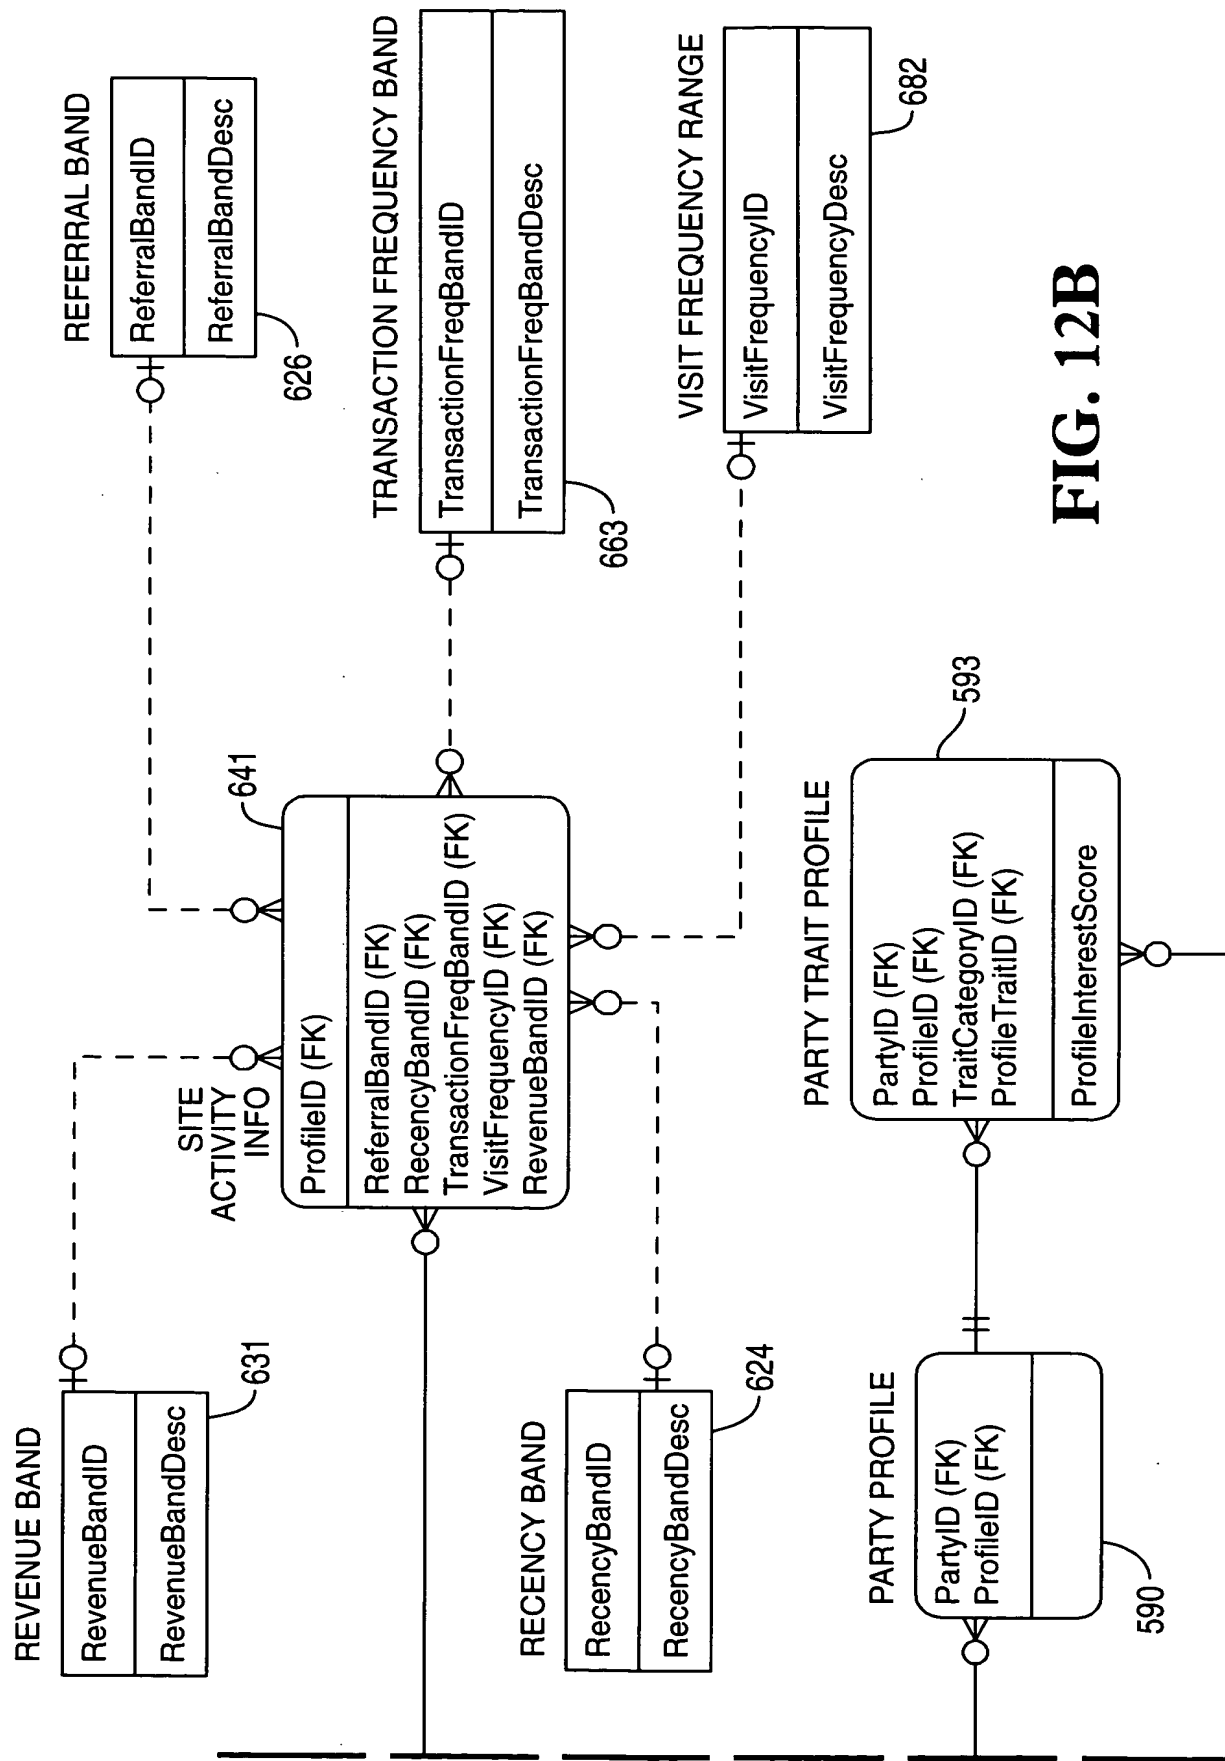 REVENUE BAND
RevenueBandID
RevenueBandDesc
631
SITE
ACTIVITY
INFO
641
ProfileID (FK)
ReferralBandID (FK)
RecencyBandID (FK)
TransactionFreqBandID (FK)
VisitFrequencyID (FK)
RevenueBandID (FK)
REFERRAL BAND
ReferralBandID
ReferralBandDesc
626
TRANSACTION FREQUENCY BAND
TransactionFreqBandID
TransactionFreqBandDesc
663
RECENCY BAND
RecencyBandID
RecencyBandDesc
624
VISIT FREQUENCY RANGE
VisitFrequencyID
VisitFrequencyDesc
682
PARTY PROFILE
PartyID (FK)
ProfileID (FK)
590
PARTY TRAIT PROFILE
PartyID (FK)
ProfileID (FK)
TraitCategoryID (FK)
ProfileTraitID (FK)
ProfileInterestScore
593
FIG. 12B